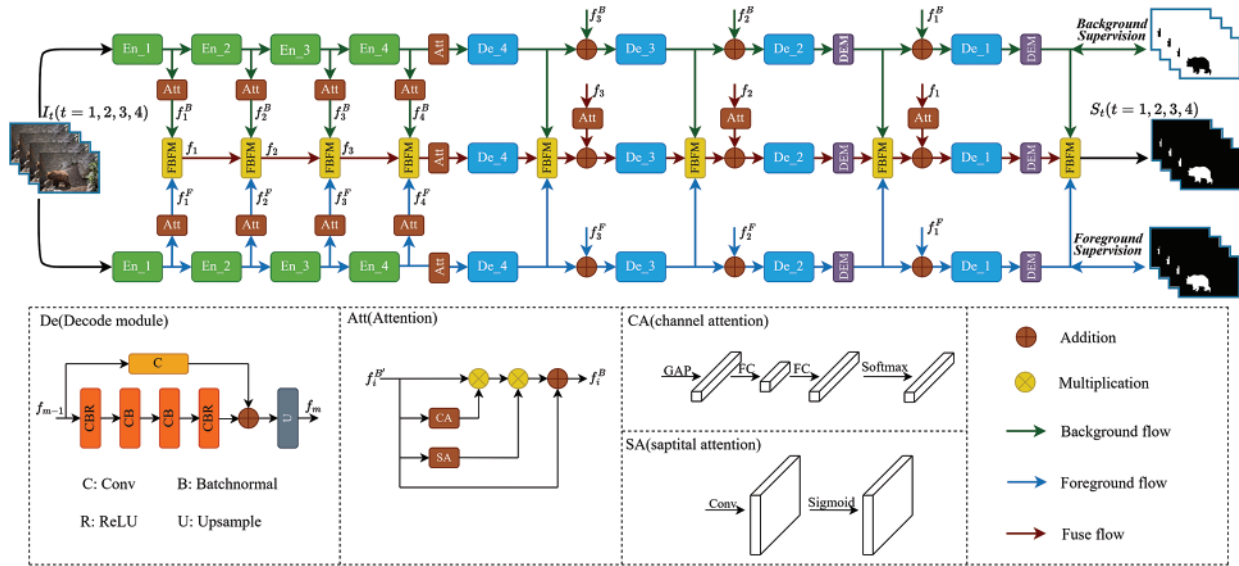 f_3^B f_2^B f_1^B
Background
Supervision
En_1 En_2 En_3 En_4 Att De_4 De_3 De_2 DEM De_1 DEM
Att Att Att Att
I_t(t = 1, 2, 3, 4) f_1^B f_2^B f_3^B f_4^B f_3 f_2 f_1 S_t(t = 1, 2, 3, 4)
Att Att Att
FBFM f_1 FBFM f_2 FBFM f_3 FBFM Att De_4 FBFM De_3 FBFM De_2 DEM FBFM De_1 DEM FBFM
f_1^F f_2^F f_3^F f_4^F
Att Att Att Att
f_3^F f_2^F f_1^F
Foreground
Supervision
En_1 En_2 En_3 En_4 Att De_4 De_3 De_2 DEM De_1 DEM
De(Decode module)
C
f_{m-1} CBR CB CB CBR U f_m
C: Conv B: Batchnormal
R: ReLU U: Upsample
Att(Attention)
f_i^{B'} f_i^B
CA
SA
CA(channel attention)
GAP FC FC Softmax
SA(saptital attention)
Conv Sigmoid
Addition
Multiplication
Background flow
Foreground flow
Fuse flow